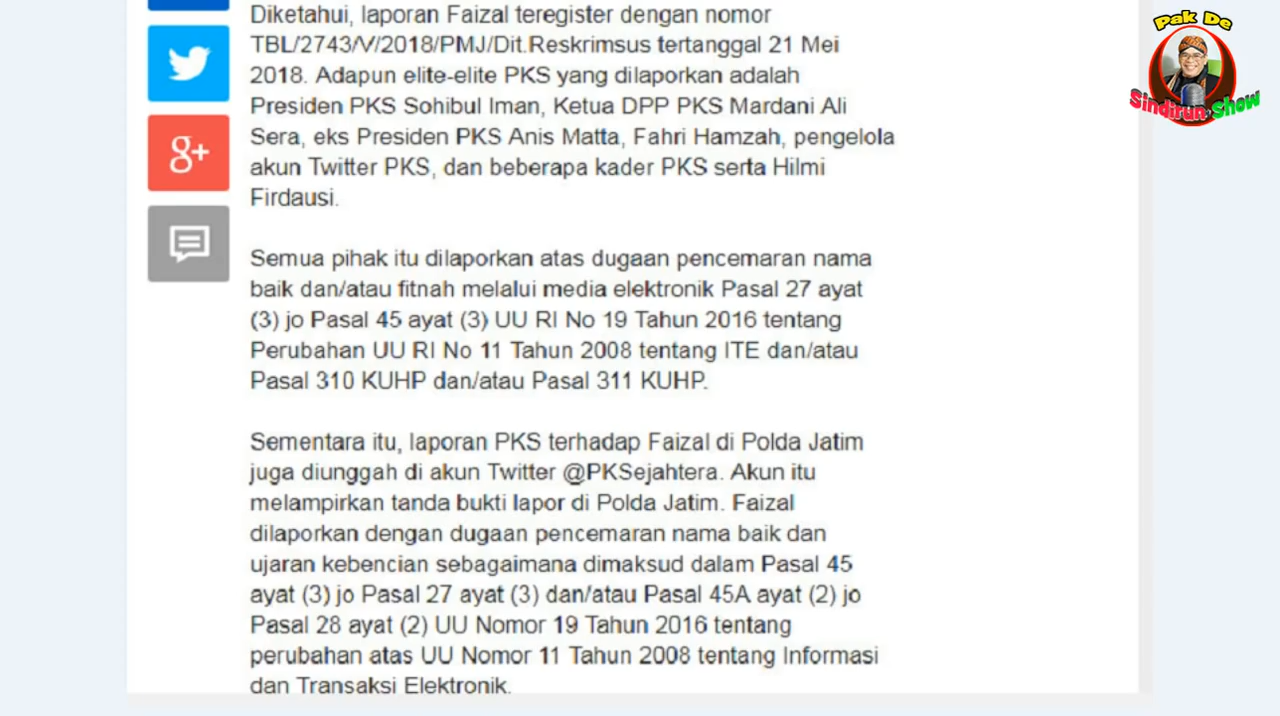 Diketahui, laporan Faizal teregister dengan nomor
TBL/2743/V/2018/PMJ/Dit.Reskrimsus tertanggal 21 Mei
2018. Adapun elite-elite PKS yang dilaporkan adalah
Presiden PKS Sohibul Iman, Ketua DPP PKS Mardani Ali
Sera, eks Presiden PKS Anis Matta, Fahri Hamzah, pengelola
akun Twitter PKS, dan beberapa kader PKS serta Hilmi
Firdausi.
Semua pihak itu dilaporkan atas dugaan pencemaran nama
baik dan/atau fitnah melalui media elektronik Pasal 27 ayat
(3) jo Pasal 45 ayat (3) UU RI No 19 Tahun 2016 tentang
Perubahan UU RI No 11 Tahun 2008 tentang ITE dan/atau
Pasal 310 KUHP dan/atau Pasal 311 KUHP.
Sementara itu, laporan PKS terhadap Faizal di Polda Jatim
juga diunggah di akun Twitter @PKSejahtera. Akun itu
melampirkan tanda bukti lapor di Polda Jatim. Faizal
dilaporkan dengan dugaan pencemaran nama baik dan
ujaran kebencian sebagaimana dimaksud dalam Pasal 45
ayat (3) jo Pasal 27 ayat (3) dan/atau Pasal 45A ayat (2) jo
Pasal 28 ayat (2) UU Nomor 19 Tahun 2016 tentang
perubahan atas UU Nomor 11 Tahun 2008 tentang Informasi
dan Transaksi Elektronik.
g+
Pak De
Sindirun Show